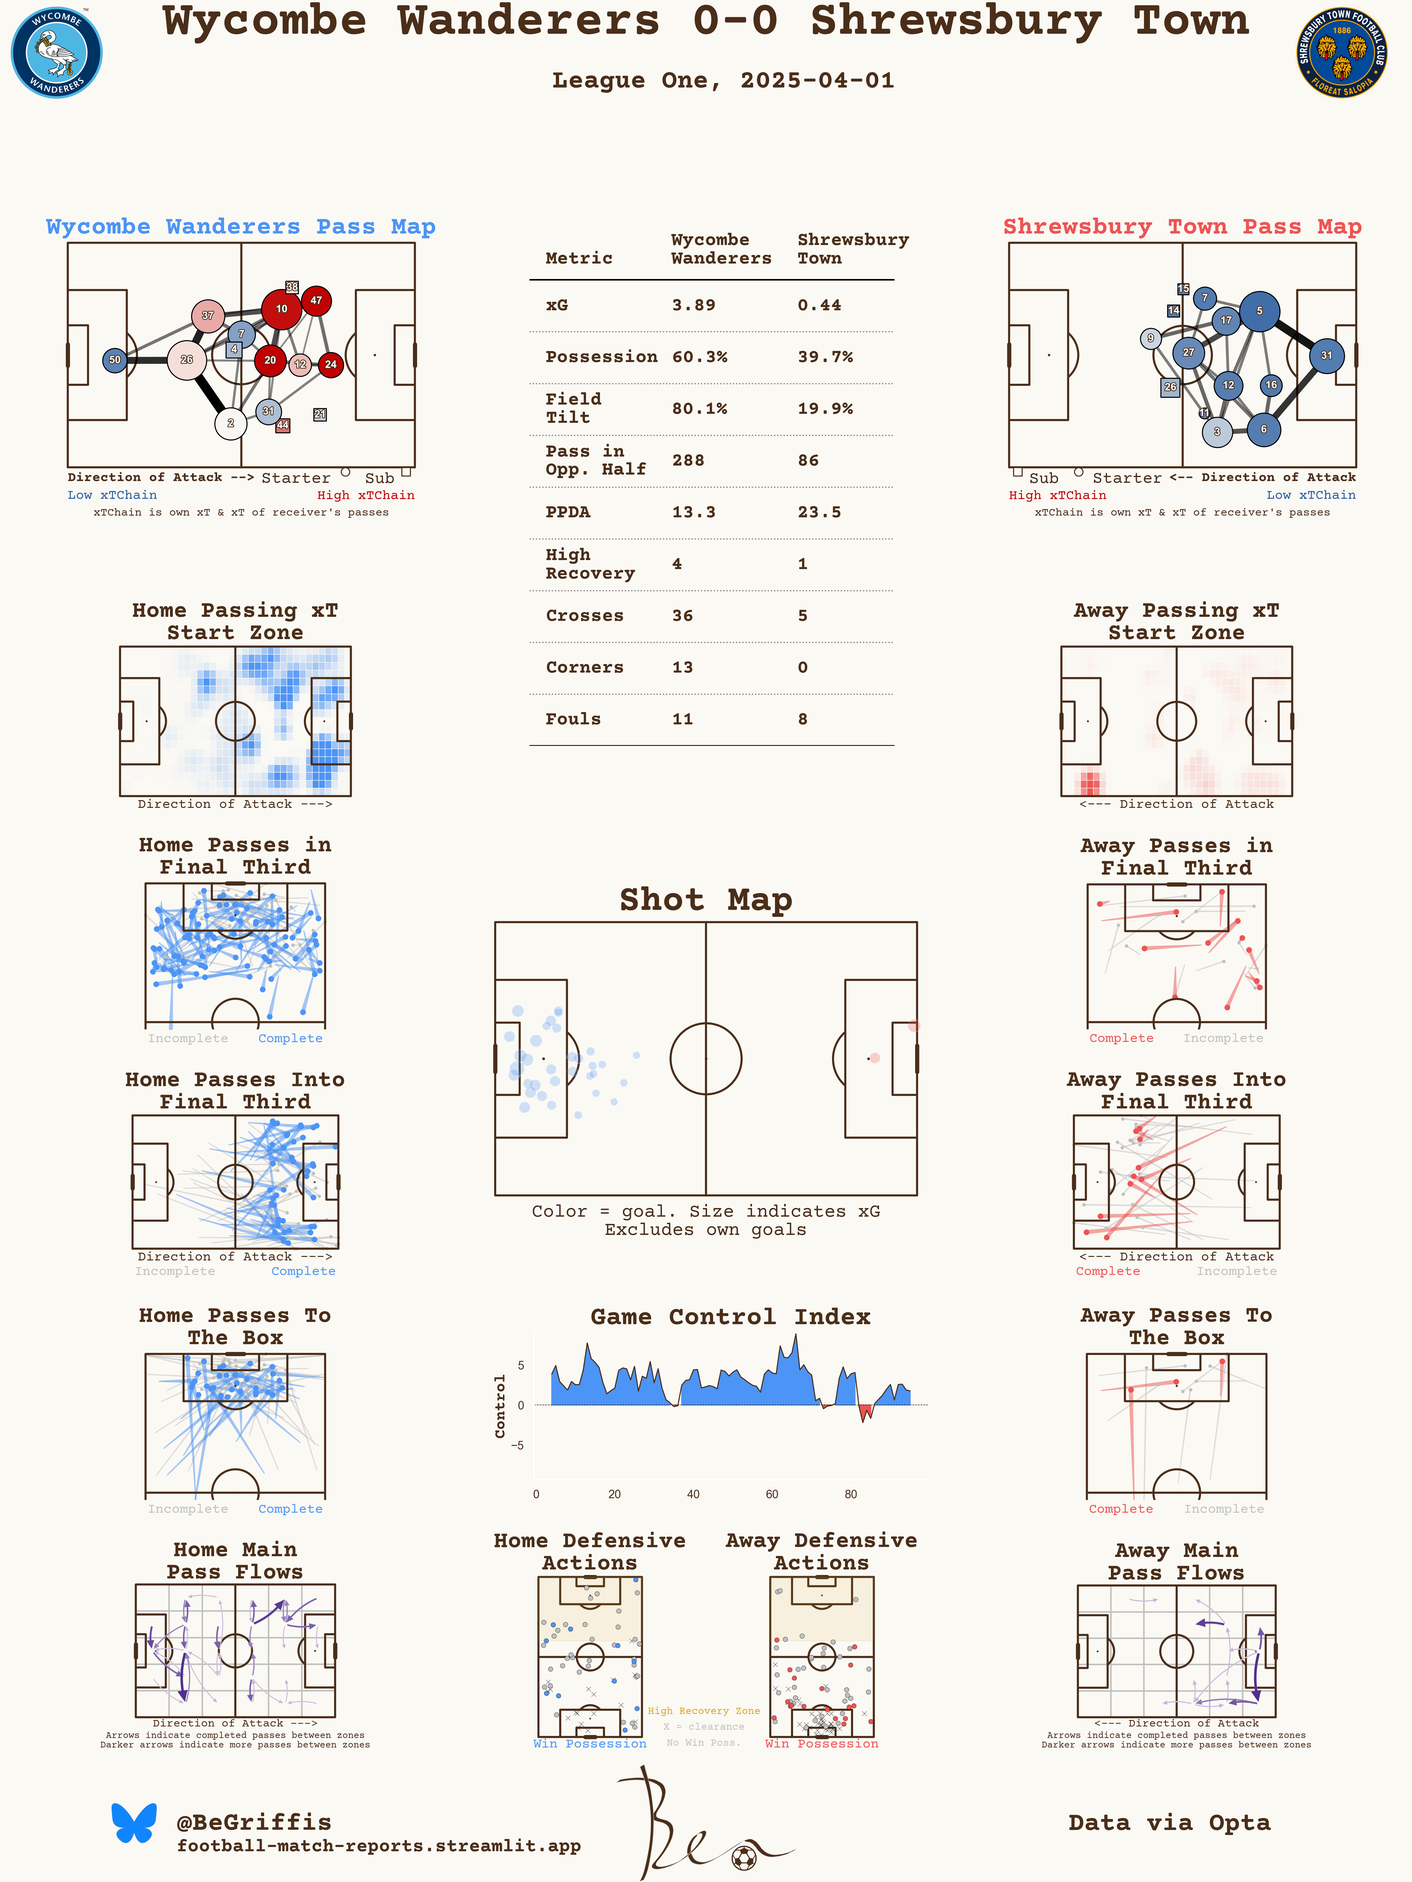 Wycombe Wanderers 0-0 Shrewsbury Town
League One, 2025-04-01
WYCOMBE
WANDERERS
TM
SHREWSBURY TOWN FOOTBALL CLUB
1886
FLOREAT SALOPIA
Wycombe Wanderers Pass Map
50
37
26
2
7
4
10
38
47
20
12
24
31
44
21
Direction of Attack --> Starter Sub
Low xTChain High xTChain
xTChain is own xT & xT of receiver's passes
Metric Wycombe Wanderers Shrewsbury Town
xG 3.89 0.44
Possession 60.3% 39.7%
Field Tilt 80.1% 19.9%
Pass in Opp. Half 288 86
PPDA 13.3 23.5
High Recovery 4 1
Crosses 36 5
Corners 13 0
Fouls 11 8
Shrewsbury Town Pass Map
15
7
14
17
5
9
27
31
26
12
16
11
3
6
Sub Starter <-- Direction of Attack
High xTChain Low xTChain
xTChain is own xT & xT of receiver's passes
Home Passing xT
Start Zone
Direction of Attack --->
Away Passing xT
Start Zone
<--- Direction of Attack
Home Passes in
Final Third
Incomplete Complete
Away Passes in
Final Third
Complete Incomplete
Shot Map
Color = goal. Size indicates xG
Excludes own goals
Home Passes Into
Final Third
Direction of Attack --->
Incomplete Complete
Away Passes Into
Final Third
<--- Direction of Attack
Complete Incomplete
Home Passes To
The Box
Incomplete Complete
Game Control Index
Control
5
0
−5
0 20 40 60 80
Away Passes To
The Box
Complete Incomplete
Home Main
Pass Flows
Direction of Attack --->
Arrows indicate completed passes between zones
Darker arrows indicate more passes between zones
Home Defensive
Actions
Win Possession
High Recovery Zone
X = clearance
No Win Poss.
Away Defensive
Actions
Win Possession
Away Main
Pass Flows
<--- Direction of Attack
Arrows indicate completed passes between zones
Darker arrows indicate more passes between zones
@BeGriffis
football-match-reports.streamlit.app
Ben
Data via Opta